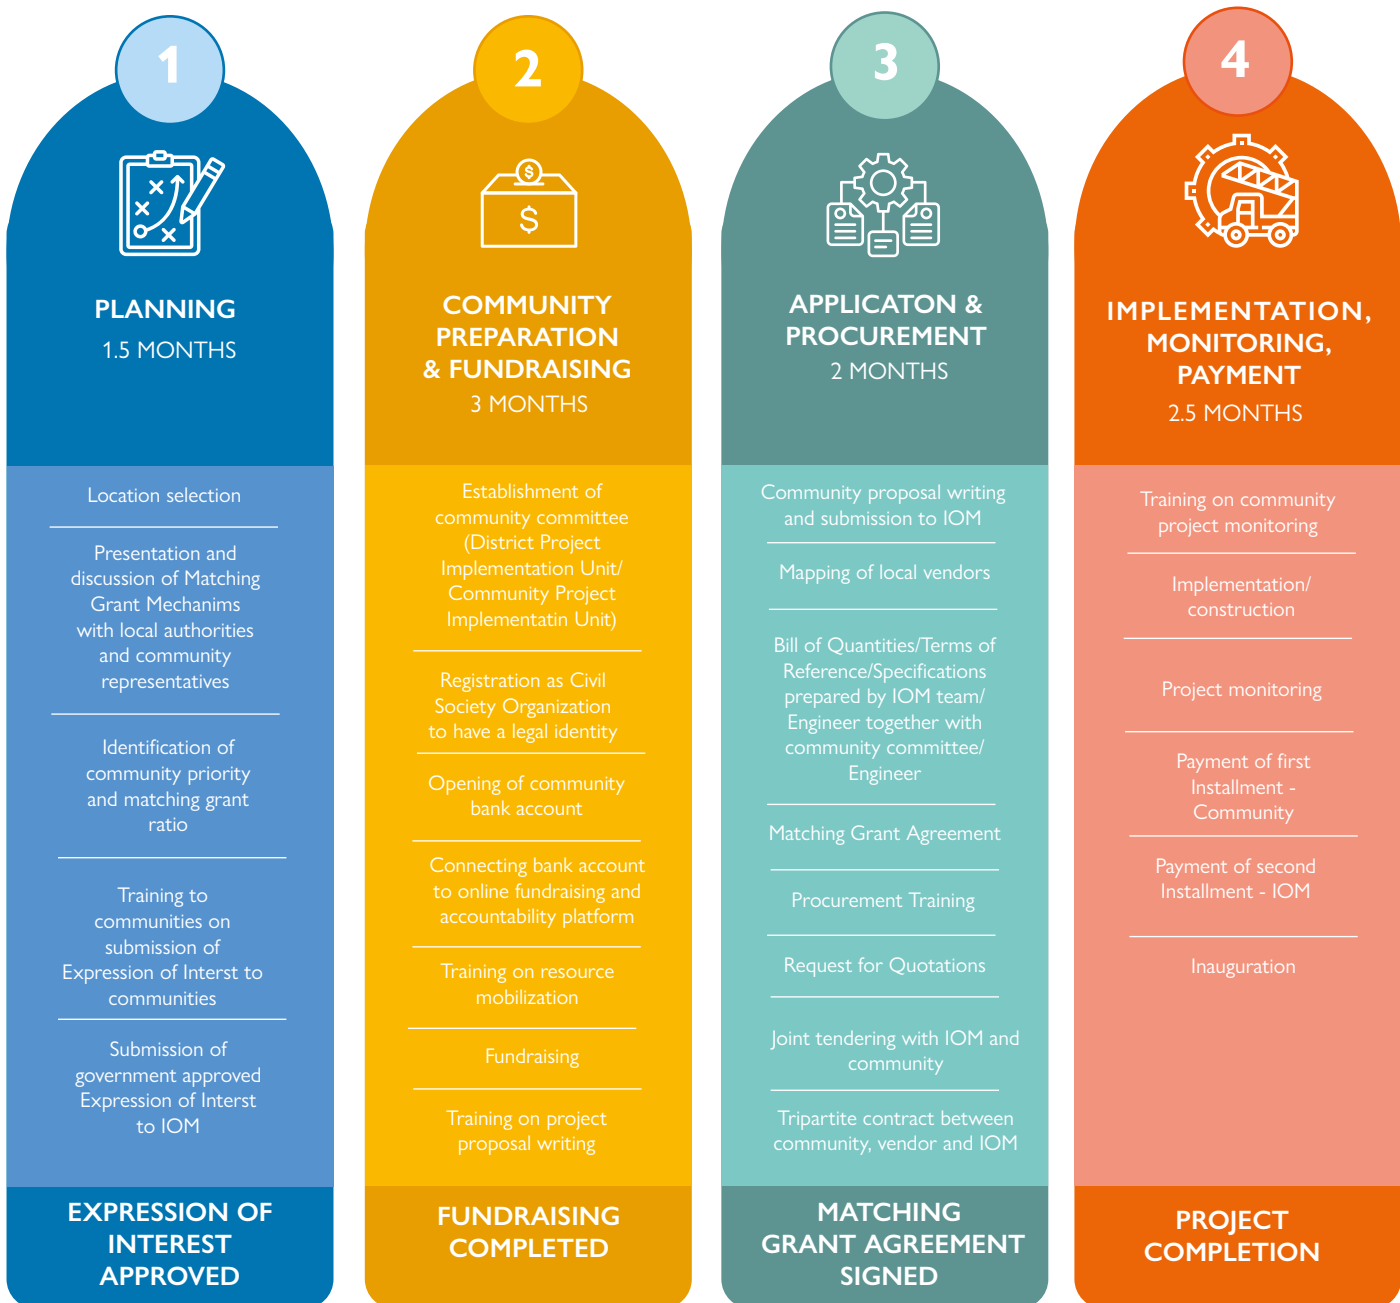 1
PLANNING
1.5 MONTHS
Location selection
Presentation and
discussion of Matching
Grant Mechanims
with local authorities
and community
representatives
Identification of
community priority
and matching grant
ratio
Training to
communities on
submission of
Expression of Interst to
communities
Submission of
government approved
Expression of Interst
to IOM
EXPRESSION OF
INTEREST
APPROVED
2
$
$
COMMUNITY
PREPARATION
& FUNDRAISING
3 MONTHS
Establishment of
community committee
(District Project
Implementation Unit/
Community Project
Implementatin Unit)
Registration as Civil
Society Organization
to have a legal identity
Opening of community
bank account
Connecting bank account
to online fundraising and
accountability platform
Training on resource
mobilization
Fundraising
Training on project
proposal writing
FUNDRAISING
COMPLETED
3
APPLICATON &
PROCUREMENT
2 MONTHS
Community proposal writing
and submission to IOM
Mapping of local vendors
Bill of Quantities/Terms of
Reference/Specifications
prepared by IOM team/
Engineer together with
community committee/
Engineer
Matching Grant Agreement
Procurement Training
Request for Quotations
Joint tendering with IOM and
community
Tripartite contract between
community, vendor and IOM
MATCHING
GRANT AGREEMENT
SIGNED
4
IMPLEMENTATION,
MONITORING,
PAYMENT
2.5 MONTHS
Training on community
project monitoring
Implementation/
construction
Project monitoring
Payment of first
Installment -
Community
Payment of second
Installment - IOM
Inauguration
PROJECT
COMPLETION